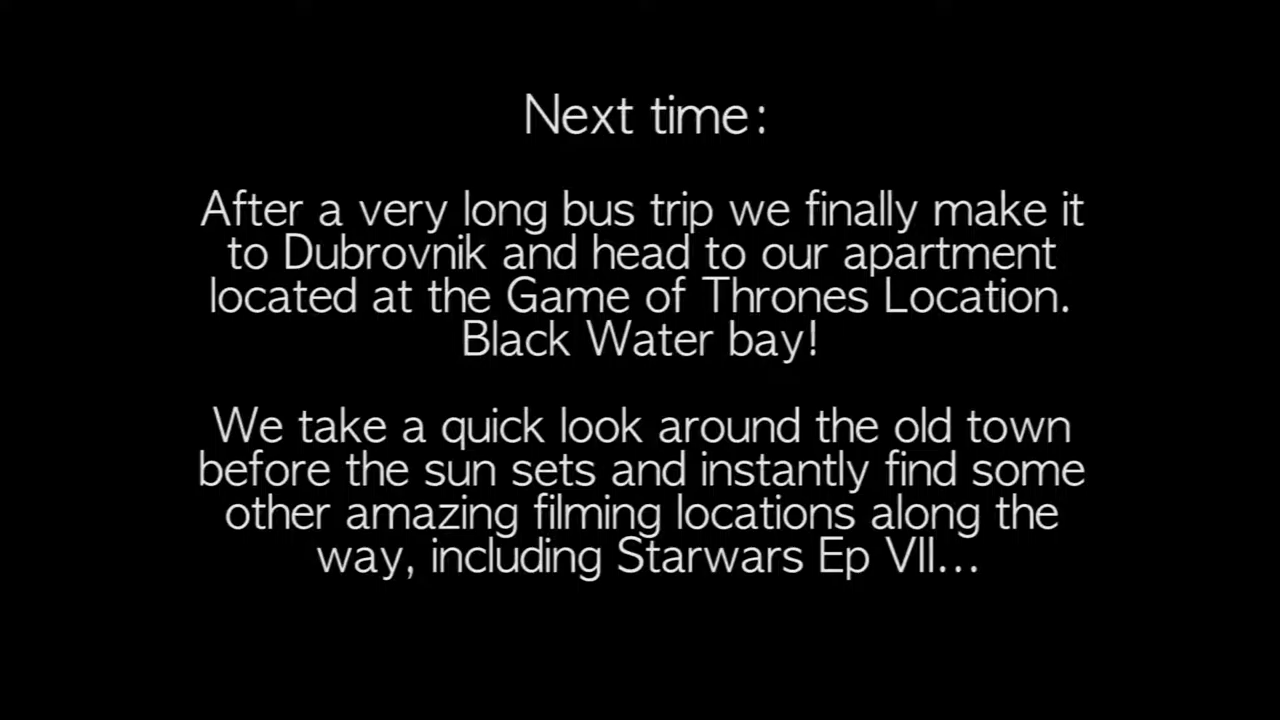 Next time:
After a very long bus trip we finally make it
to Dubrovnik and head to our apartment
located at the Game of Thrones Location.
Black Water bay!
We take a quick look around the old town
before the sun sets and instantly find some
other amazing filming locations along the
way, including Starwars Ep VII...